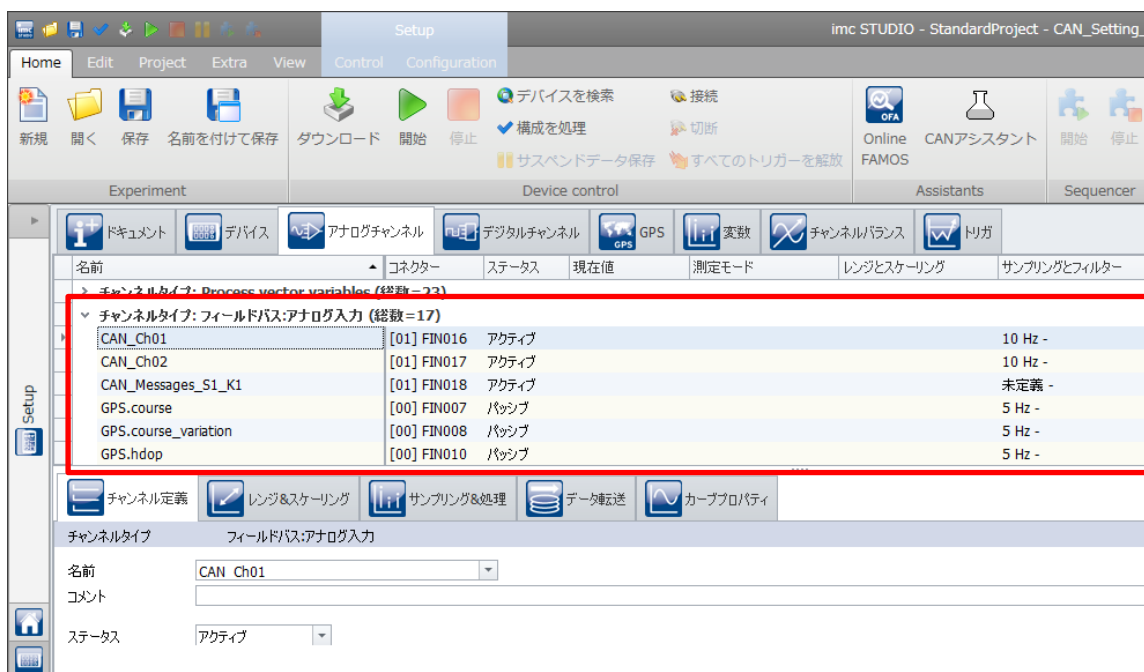 Setup
imc STUDIO - StandardProject - CAN_Setting_
Home Edit Project Extra View Control Configuration
新規 開く 保存 名前を付けて保存 ダウンロード 開始 停止
デバイスを検索 接続
構成を処理 切断
サスペンドデータ保存 すべてのトリガーを解放
OFA
Online FAMOS CANアシスタント 開始 停止
Experiment Device control Assistants Sequencer
ドキュメント デバイス アナログチャンネル デジタルチャンネル GPS GPS 変数 チャンネルバランス トリガ
名前 コネクター ステータス 現在値 測定モード レンジとスケーリング サンプリングとフィルター
チャンネルタイプ: Process vector variables (総数=23)
チャンネルタイプ: フィールドバス:アナログ入力 (総数=17)
CAN_Ch01 [01] FIN016 アクティブ 10 Hz -
CAN_Ch02 [01] FIN017 アクティブ 10 Hz -
CAN_Messages_S1_K1 [01] FIN018 アクティブ 未定義 -
GPS.course [00] FIN007 パッシブ 5 Hz -
GPS.course_variation [00] FIN008 パッシブ 5 Hz -
GPS.hdop [00] FIN010 パッシブ 5 Hz -
Setup
チャンネル定義 レンジ&スケーリング サンプリング&処理 データ転送 カーブプロパティ
チャンネルタイプ フィールドバス:アナログ入力
名前 CAN_Ch01
コメント
ステータス アクティブ